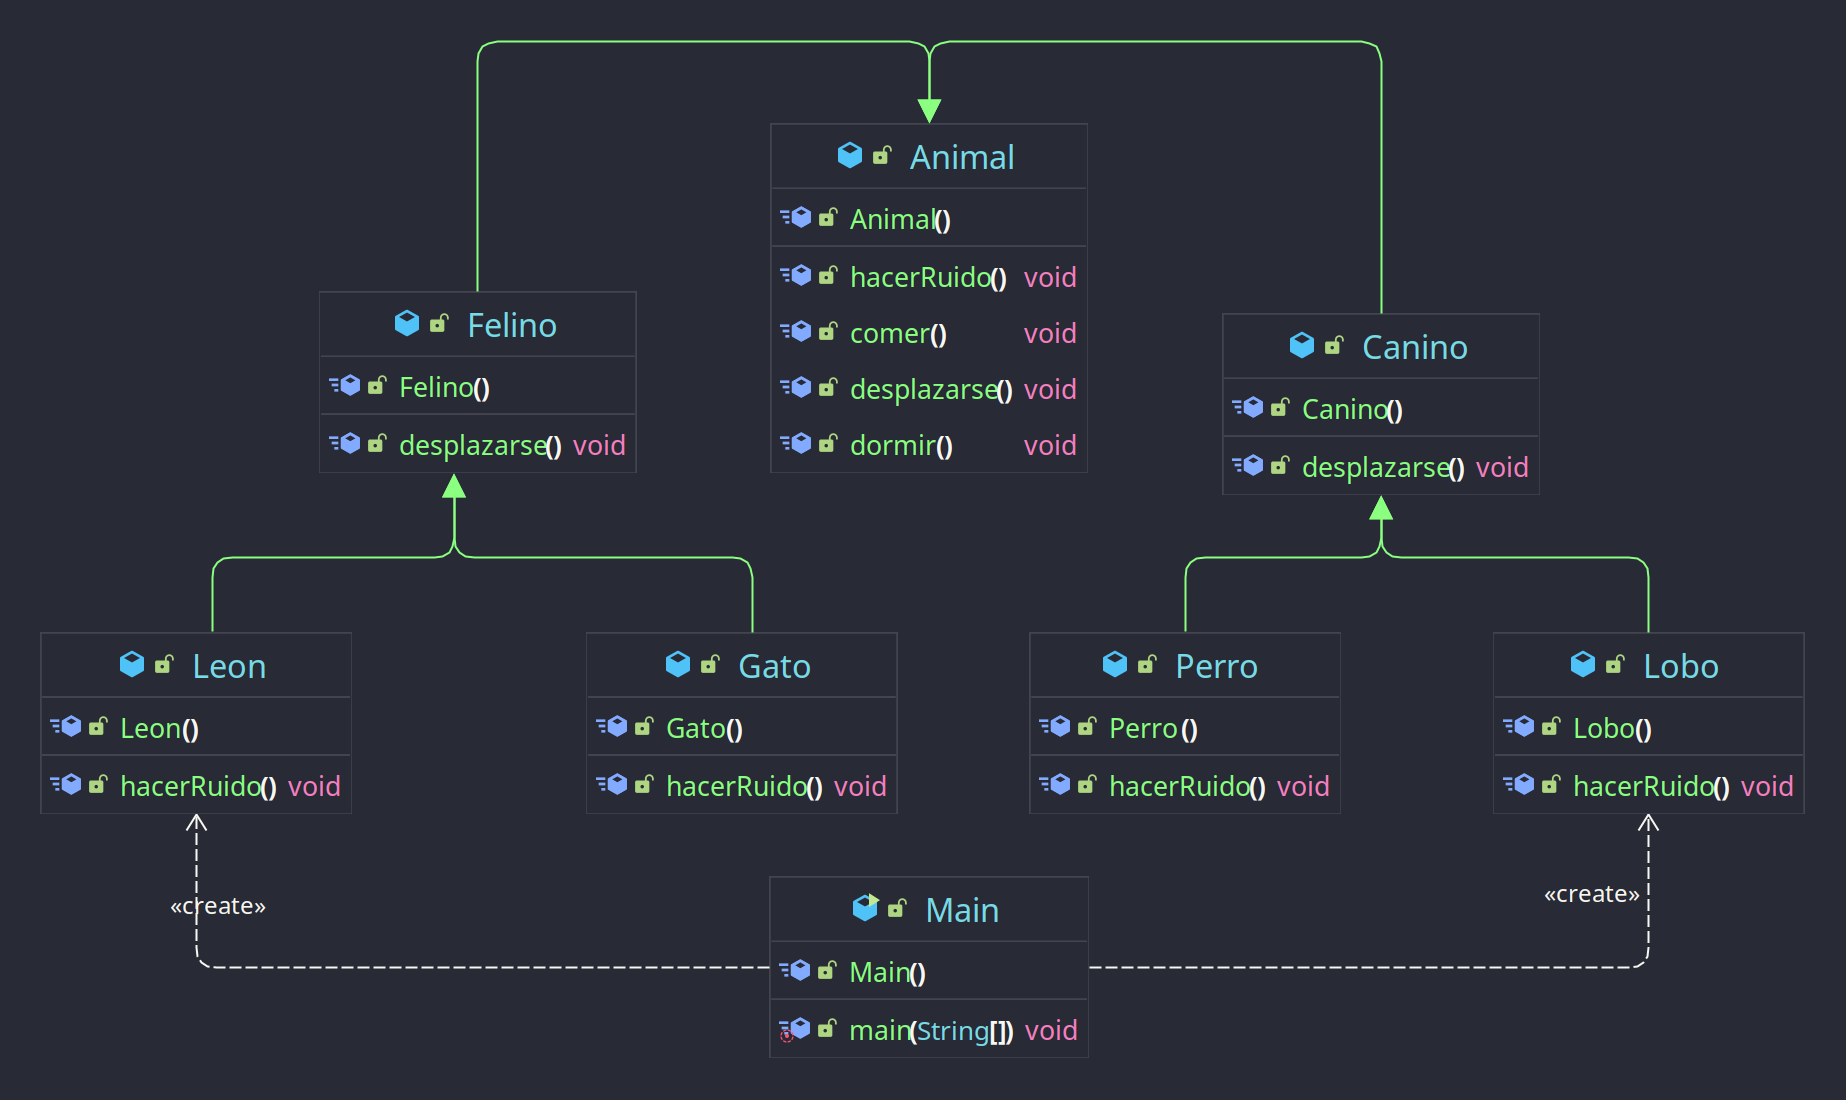 Animal
Animal()
hacerRuido() void
comer() void
desplazarse() void
dormir() void
Felino
Felino()
desplazarse() void
Canino
Canino()
desplazarse() void
Leon
Leon()
hacerRuido() void
Gato
Gato()
hacerRuido() void
Perro
Perro()
hacerRuido() void
Lobo
Lobo()
hacerRuido() void
«create»
«create»
Main
Main()
main(String[]) void